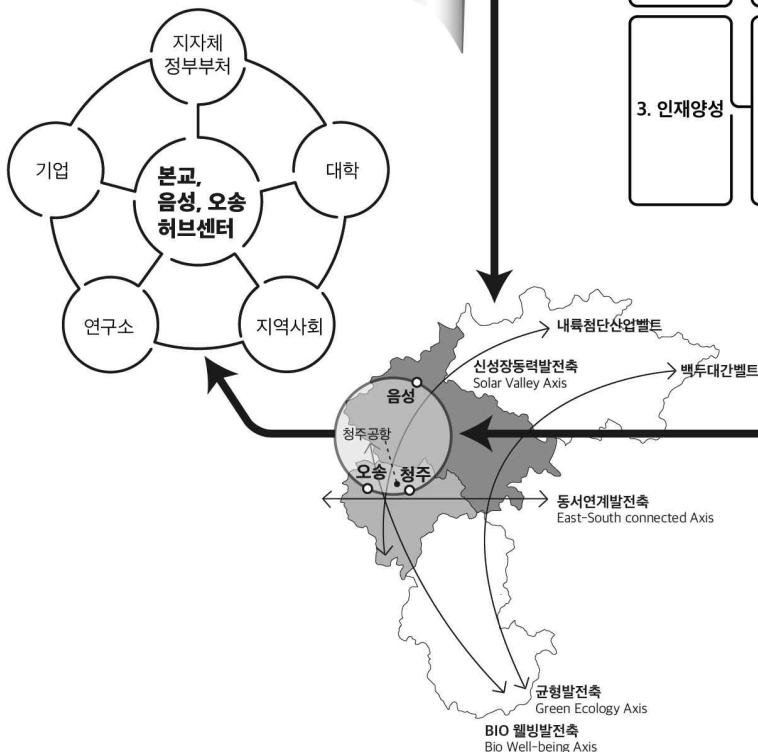 지자체
정부부처
기업
대학
본교,
음성, 오송
허브센터
연구소
지역사회
3. 인재양성
내륙첨단산업벨트
신성장동력발전축
Solar Valley Axis
백두대간벨트
음성
청주공항
오송
청주
동서연계발전축
East-South connected Axis
균형발전축
Green Ecology Axis
BIO 웰빙발전축
Bio Well-being Axis